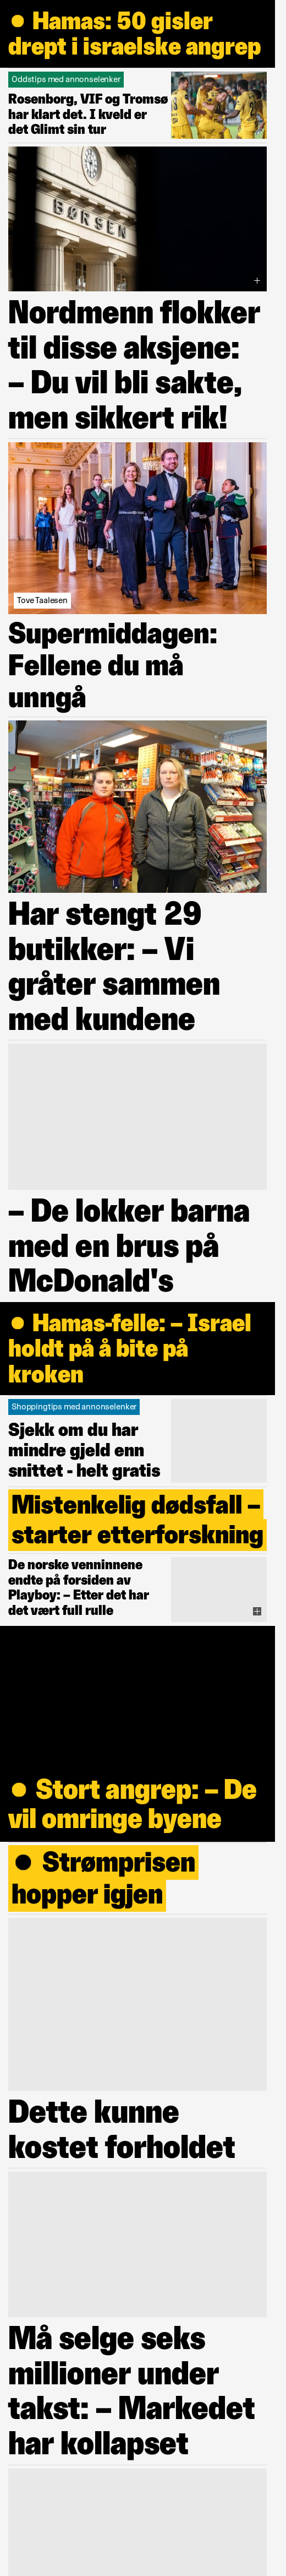 Hamas: 50 gisler
drept i israelske angrep
Oddstips med annonselenker
Rosenborg, VIF og Tromsø
har klart det. I kveld er
det Glimt sin tur
BØRSEN
Nordmenn flokker
til disse aksjene:
– Du vil bli sakte,
men sikkert rik!
Tove Taalesen
Supermiddagen:
Fellene du må
unngå
Har stengt 29
butikker: – Vi
gråter sammen
med kundene
– De lokker barna
med en brus på
McDonald's
Hamas-felle: – Israel
holdt på å bite på
kroken
Shoppingtips med annonselenker
Sjekk om du har
mindre gjeld enn
snittet - helt gratis
Mistenkelig dødsfall –
starter etterforskning
De norske venninnene
endte på forsiden av
Playboy: – Etter det har
det vært full rulle
Stort angrep: – De
vil omringe byene
Strømprisen
hopper igjen
Dette kunne
kostet forholdet
Må selge seks
millioner under
takst: – Markedet
har kollapset